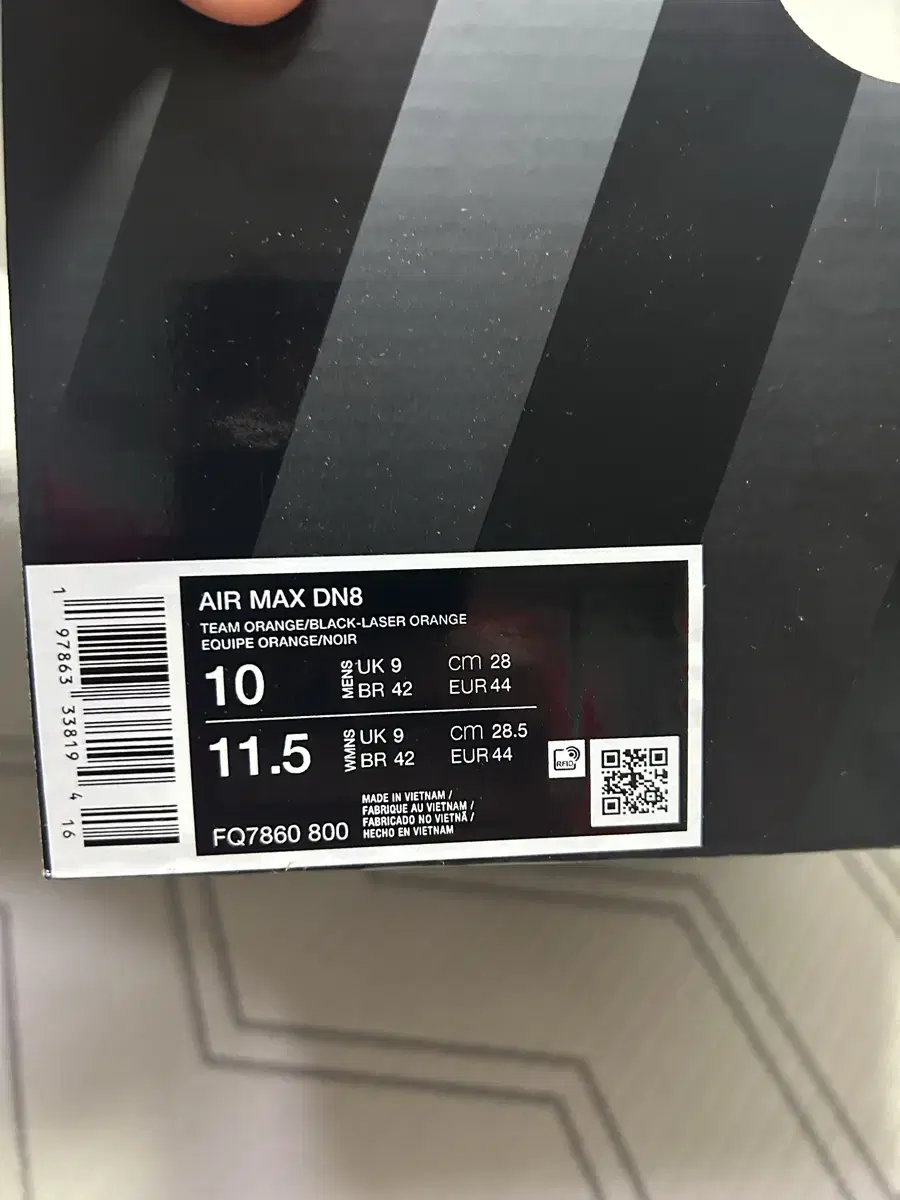 AIR MAX DN8
TEAM ORANGE/BLACK-LASER ORANGE
EQUIPE ORANGE/NOIR
10 MENS UK 9 cm 28
BR 42 EUR 44
11.5 WMNS UK 9 cm 28.5
BR 42 EUR 44
FQ7860 800
MADE IN VIETNAM /
FABRIQUE AU VIETNAM /
FABRICADO NO VIETNÃ /
HECHO EN VIETNAM
RFID
1 97863 33819 4 16